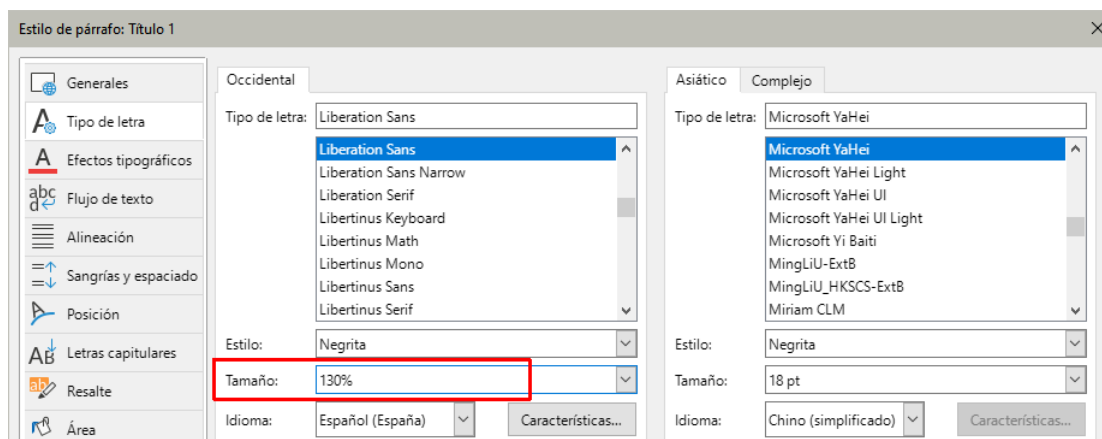 Estilo de párrafo: Título 1
Generales
Tipo de letra
Efectos tipográficos
Flujo de texto
Alineación
Sangrías y espaciado
Posición
Letras capitulares
Resalte
Área
Occidental
Tipo de letra: Liberation Sans
Liberation Sans
Liberation Sans Narrow
Liberation Serif
Libertinus Keyboard
Libertinus Math
Libertinus Mono
Libertinus Sans
Libertinus Serif
Estilo: Negrita
Tamaño: 130%
Idioma: Español (España) Características...
Asiático Complejo
Tipo de letra: Microsoft YaHei
Microsoft YaHei
Microsoft YaHei Light
Microsoft YaHei UI
Microsoft YaHei UI Light
Microsoft Yi Baiti
MingLiU-ExtB
MingLiU_HKSCS-ExtB
Miriam CLM
Estilo: Negrita
Tamaño: 18 pt
Idioma: Chino (simplificado) Características...